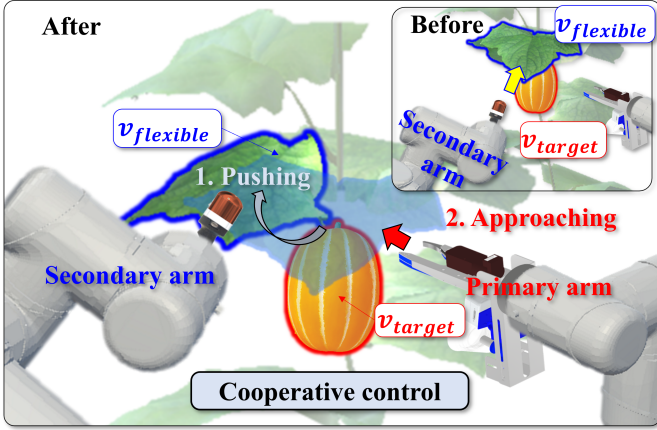 After
Before
v_flexible
Secondary
arm
v_target
v_flexible
1. Pushing
2. Approaching
Secondary arm
Primary arm
v_target
Cooperative control